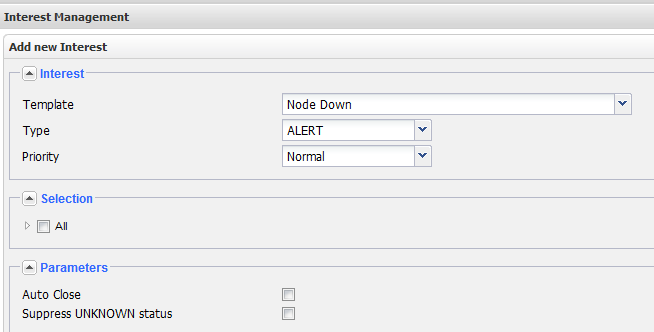 Interest Management
Add new Interest
Interest
Template Node Down
Type ALERT
Priority Normal
Selection
All
Parameters
Auto Close
Suppress UNKNOWN status